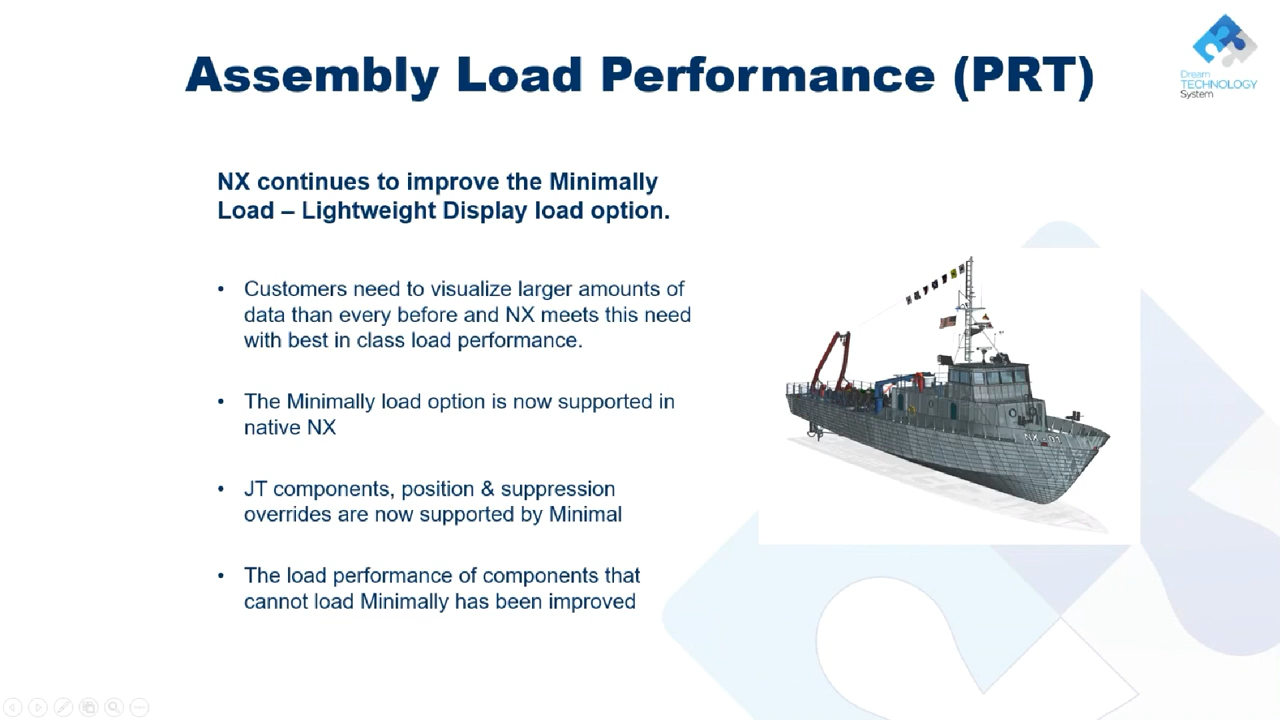 Assembly Load Performance (PRT)
Dream
TECHNOLOGY
System
NX continues to improve the Minimally
Load – Lightweight Display load option.
• Customers need to visualize larger amounts of
data than every before and NX meets this need
with best in class load performance.
• The Minimally load option is now supported in
native NX
• JT components, position & suppression
overrides are now supported by Minimal
• The load performance of components that
cannot load Minimally has been improved